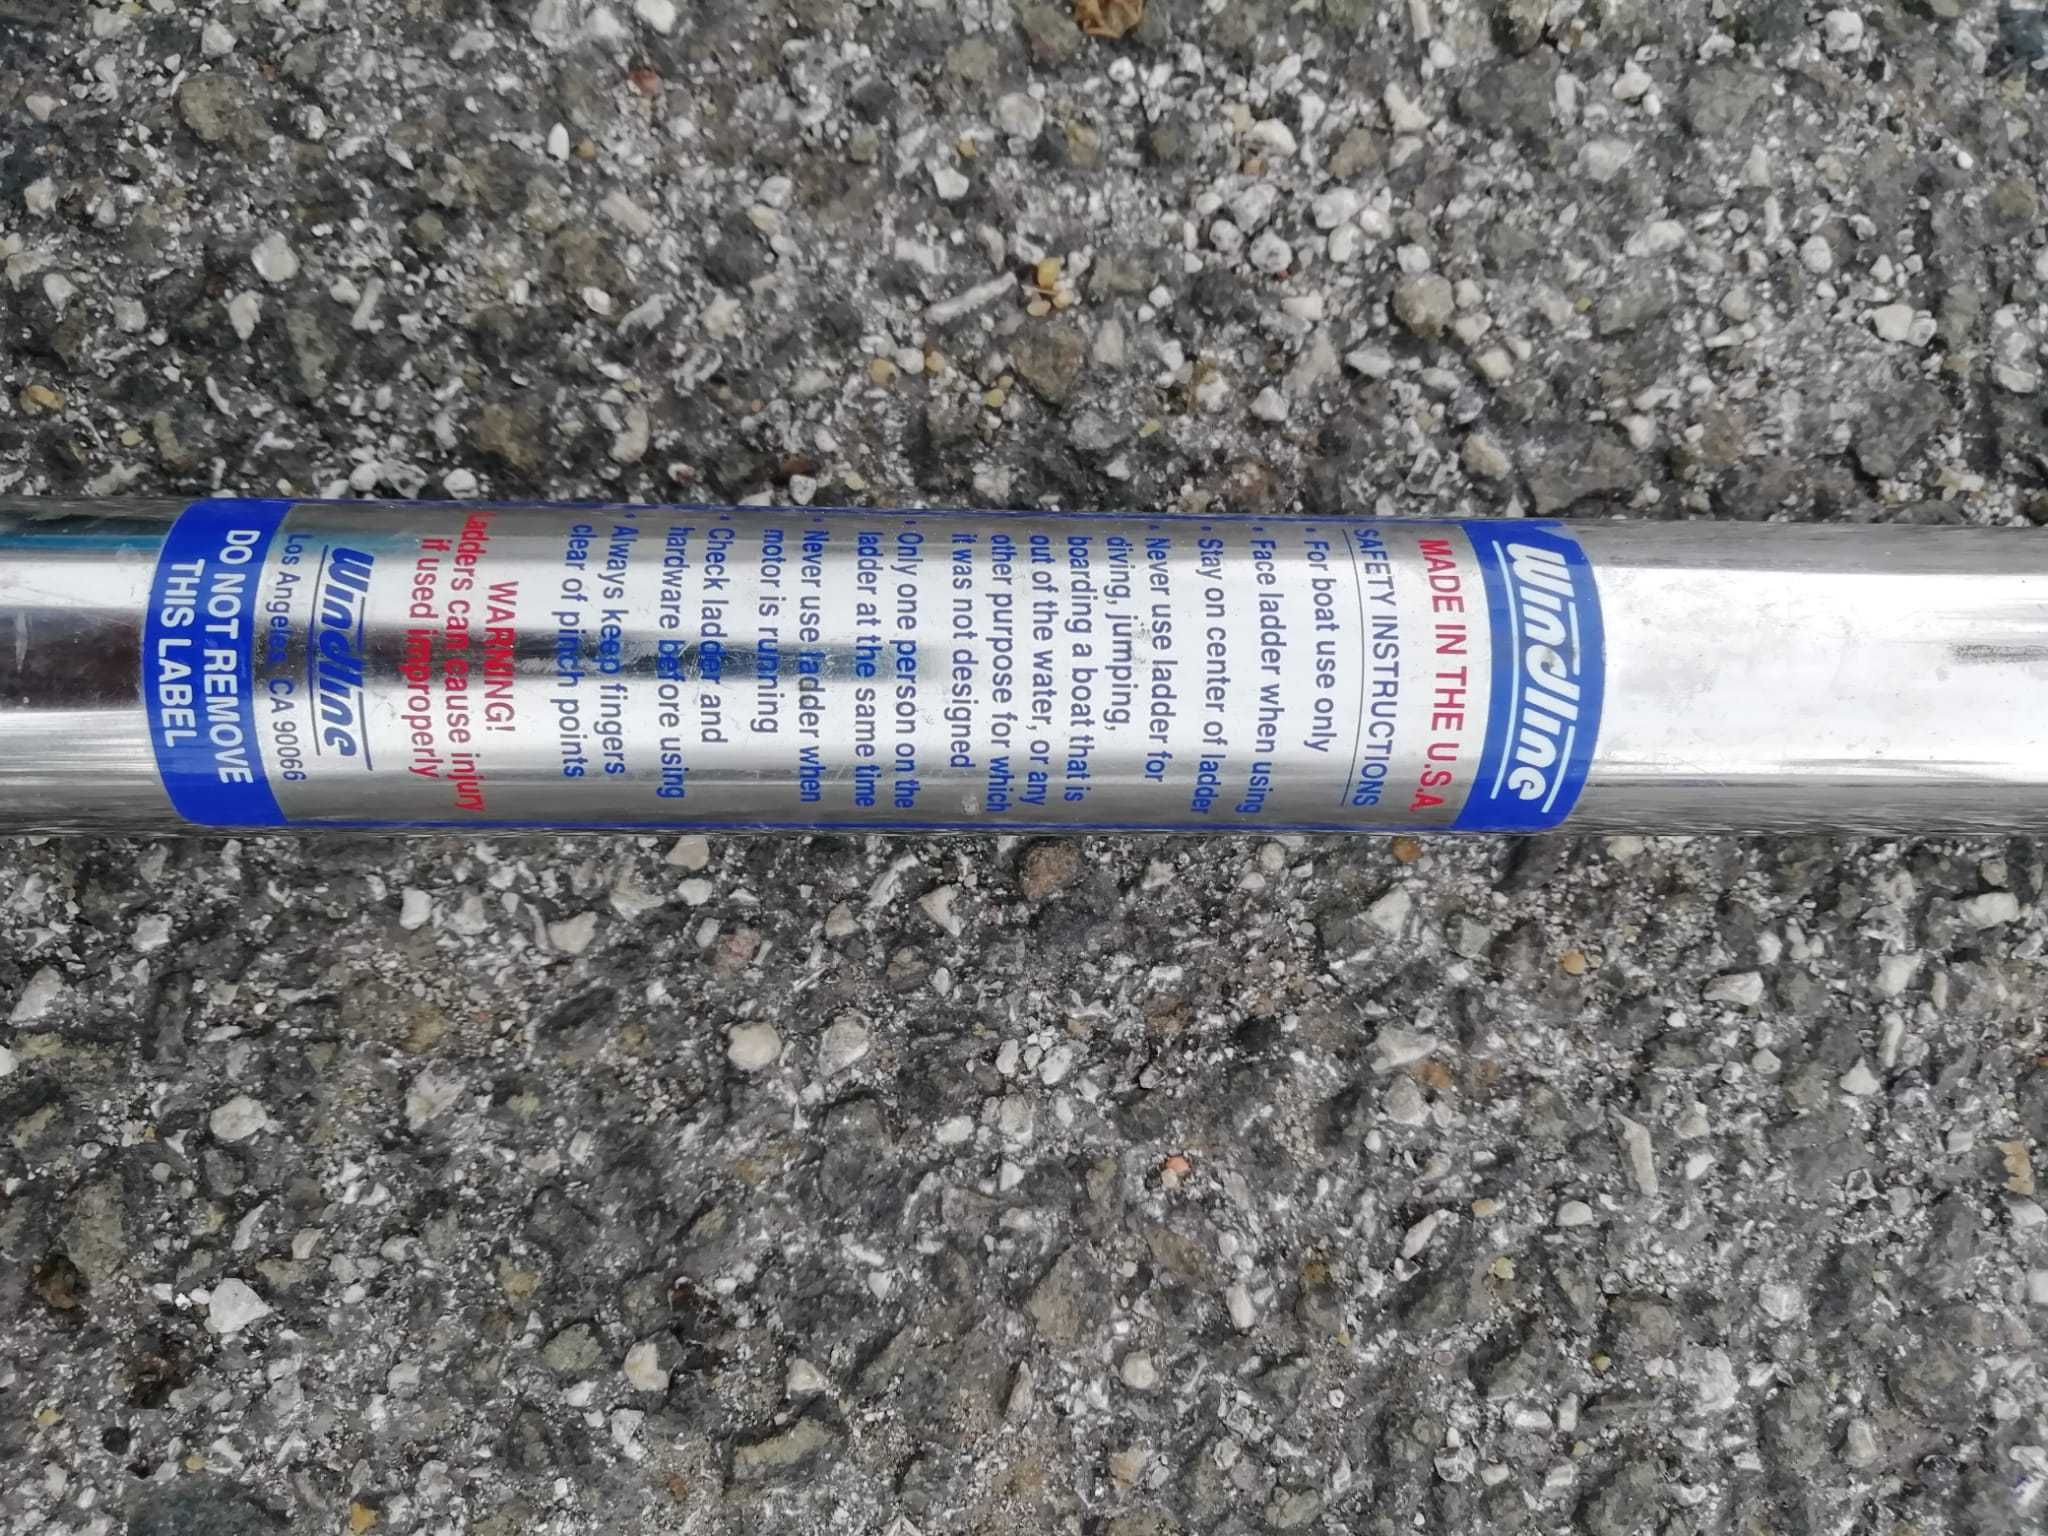 Windline
MADE IN THE U.S.A.
SAFETY INSTRUCTIONS
• For boat use only
• Face ladder when using
• Stay on center of ladder
• Never use ladder for
diving, jumping,
boarding a boat that is
out of the water, or any
other purpose for which
it was not designed
• Only one person on the
ladder at the same time
• Never use ladder when
motor is running
• Check ladder and
hardware before using
• Always keep fingers
clear of pinch points
WARNING!
Ladders can cause injury
if used improperly
Windline
Los Angeles, CA 90066
DO NOT REMOVE
THIS LABEL